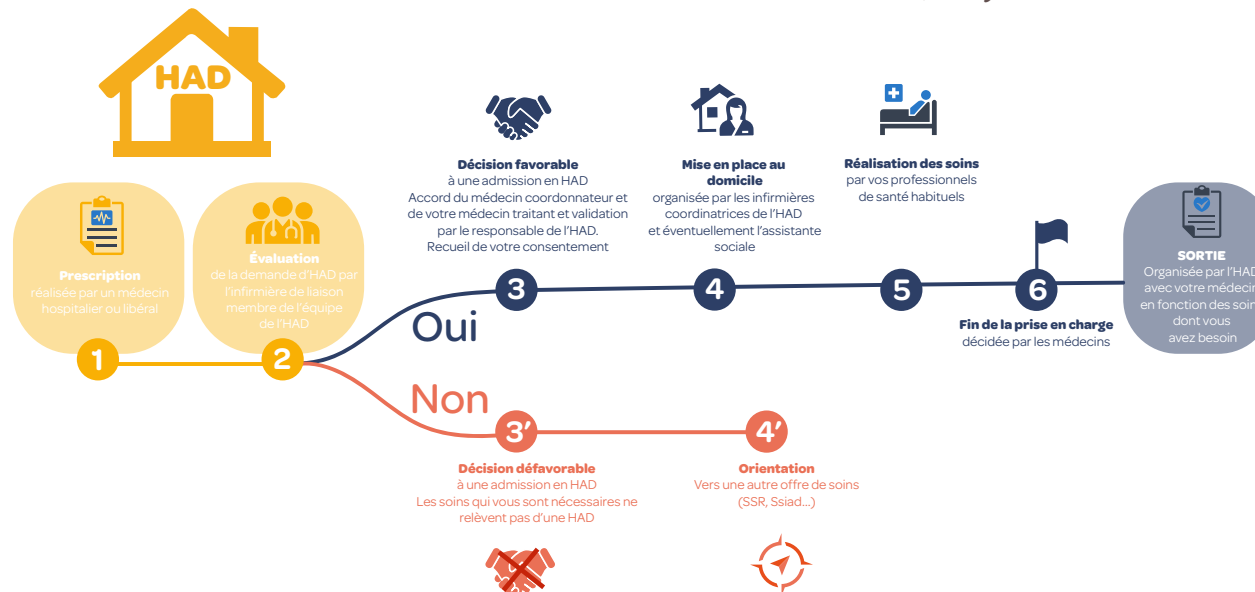 HAD
Prescription
réalisée par un médecin
hospitalier ou libéral
1
Évaluation
de la demande d'HAD par
l'infirmière de liaison
membre de l'équipe
de l'HAD
2
Oui
Décision favorable
à une admission en HAD
Accord du médecin coordonnateur et
de votre médecin traitant et validation
par le responsable de l'HAD.
Recueil de votre consentement
3
Mise en place au
domicile
organisée par les infirmières
coordinatrices de l'HAD
et éventuellement l'assistante
sociale
4
Réalisation des soins
par vos professionnels
de santé habituels
5
6
Fin de la prise en charge
décidée par les médecins
SORTIE
Organisée par l'HAD
avec votre médecin
en fonction des soin
dont vous
avez besoin
Non
3’
Décision défavorable
à une admission en HAD
Les soins qui vous sont nécessaires ne
relèvent pas d'une HAD
4’
Orientation
Vers une autre offre de soins
(SSR, Ssiad...)